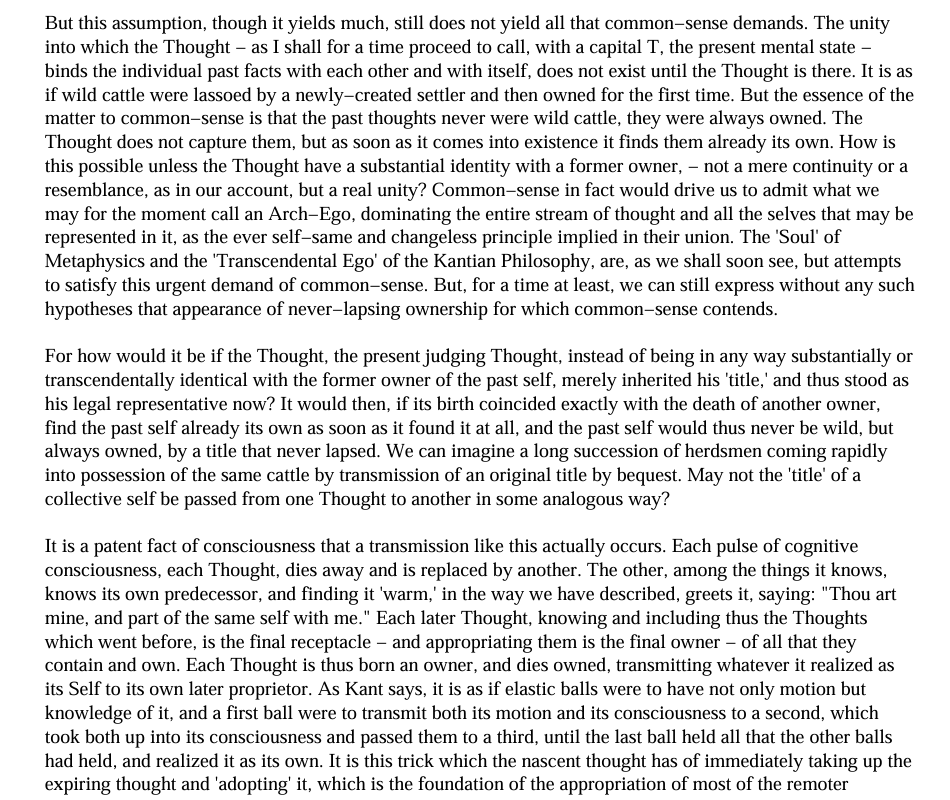 But this assumption, though it yields much, still does not yield all that common−sense demands. The unity
into which the Thought − as I shall for a time proceed to call, with a capital T, the present mental state −
binds the individual past facts with each other and with itself, does not exist until the Thought is there. It is as
if wild cattle were lassoed by a newly−created settler and then owned for the first time. But the essence of the
matter to common−sense is that the past thoughts never were wild cattle, they were always owned. The
Thought does not capture them, but as soon as it comes into existence it finds them already its own. How is
this possible unless the Thought have a substantial identity with a former owner, − not a mere continuity or a
resemblance, as in our account, but a real unity? Common−sense in fact would drive us to admit what we
may for the moment call an Arch−Ego, dominating the entire stream of thought and all the selves that may be
represented in it, as the ever self−same and changeless principle implied in their union. The 'Soul' of
Metaphysics and the 'Transcendental Ego' of the Kantian Philosophy, are, as we shall soon see, but attempts
to satisfy this urgent demand of common−sense. But, for a time at least, we can still express without any such
hypotheses that appearance of never−lapsing ownership for which common−sense contends.
For how would it be if the Thought, the present judging Thought, instead of being in any way substantially or
transcendentally identical with the former owner of the past self, merely inherited his 'title,' and thus stood as
his legal representative now? It would then, if its birth coincided exactly with the death of another owner,
find the past self already its own as soon as it found it at all, and the past self would thus never be wild, but
always owned, by a title that never lapsed. We can imagine a long succession of herdsmen coming rapidly
into possession of the same cattle by transmission of an original title by bequest. May not the 'title' of a
collective self be passed from one Thought to another in some analogous way?
It is a patent fact of consciousness that a transmission like this actually occurs. Each pulse of cognitive
consciousness, each Thought, dies away and is replaced by another. The other, among the things it knows,
knows its own predecessor, and finding it 'warm,' in the way we have described, greets it, saying: "Thou art
mine, and part of the same self with me." Each later Thought, knowing and including thus the Thoughts
which went before, is the final receptacle − and appropriating them is the final owner − of all that they
contain and own. Each Thought is thus born an owner, and dies owned, transmitting whatever it realized as
its Self to its own later proprietor. As Kant says, it is as if elastic balls were to have not only motion but
knowledge of it, and a first ball were to transmit both its motion and its consciousness to a second, which
took both up into its consciousness and passed them to a third, until the last ball held all that the other balls
had held, and realized it as its own. It is this trick which the nascent thought has of immediately taking up the
expiring thought and 'adopting' it, which is the foundation of the appropriation of most of the remoter